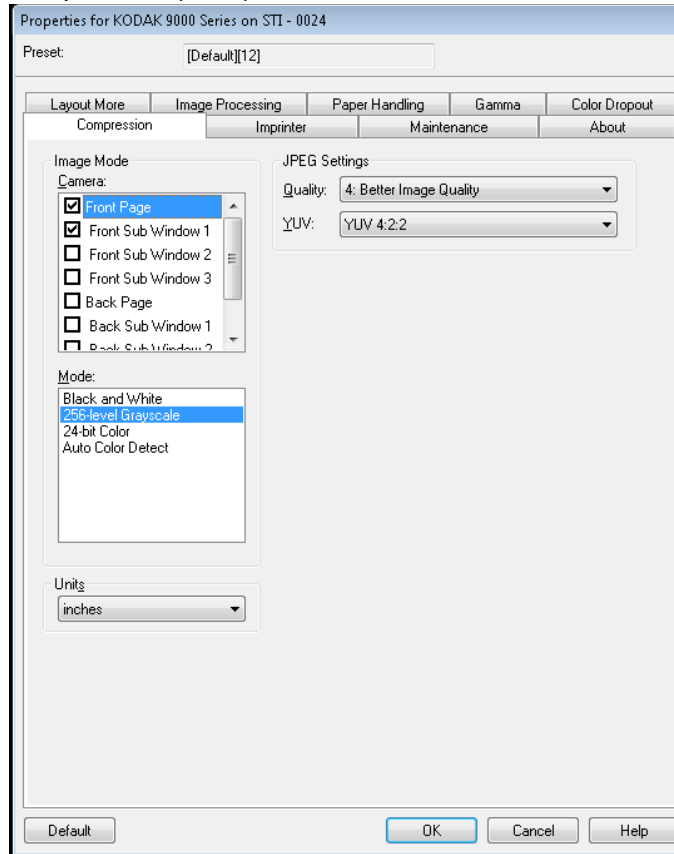 Properties for KODAK 9000 Series on STI - 0024
Preset: [Default][12]
Layout More Image Processing Paper Handling Gamma Color Dropout
Compression Imprinter Maintenance About
Image Mode
Camera:
Front Page
Front Sub Window 1
Front Sub Window 2
Front Sub Window 3
Back Page
Back Sub Window 1
Back Sub Window 2
Mode:
Black and White
256-level Grayscale
24-bit Color
Auto Color Detect
Units
inches
JPEG Settings
Quality: 4: Better Image Quality
YUV: YUV 4:2:2
Default OK Cancel Help